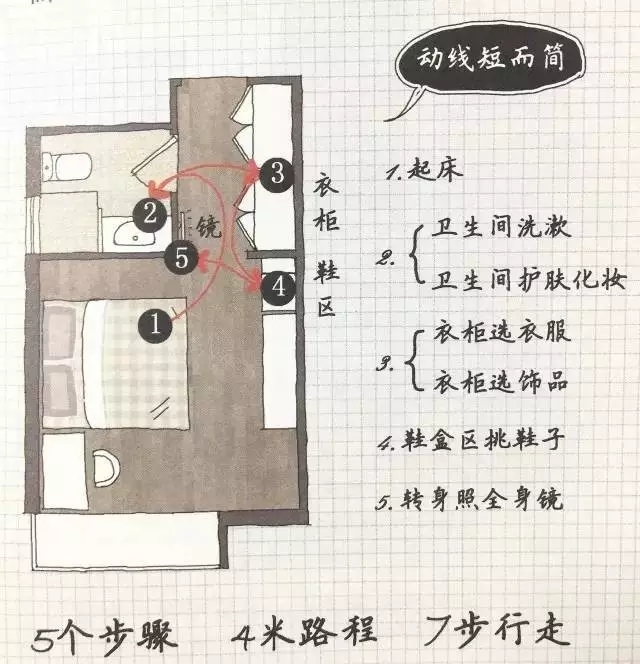 动线短而简
1
2
3
4
5
镜
衣柜
鞋区
1.起床
2.
卫生间洗漱
卫生间护肤化妆
3.
衣柜选衣服
衣柜选饰品
4.鞋盒区挑鞋子
5.转身照全身镜
5个步骤 4米路程 7步行走